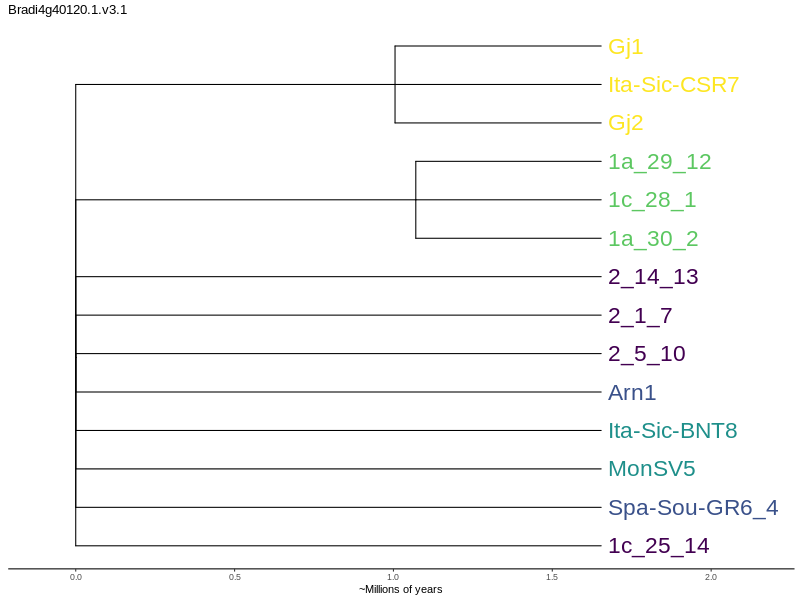 Bradi4g40120.1.v3.1
Gj1
Ita-Sic-CSR7
Gj2
1a_29_12
1c_28_1
1a_30_2
2_14_13
2_1_7
2_5_10
Arn1
Ita-Sic-BNT8
MonSV5
Spa-Sou-GR6_4
1c_25_14
0.0 0.5 1.0 1.5 2.0
~Millions of years